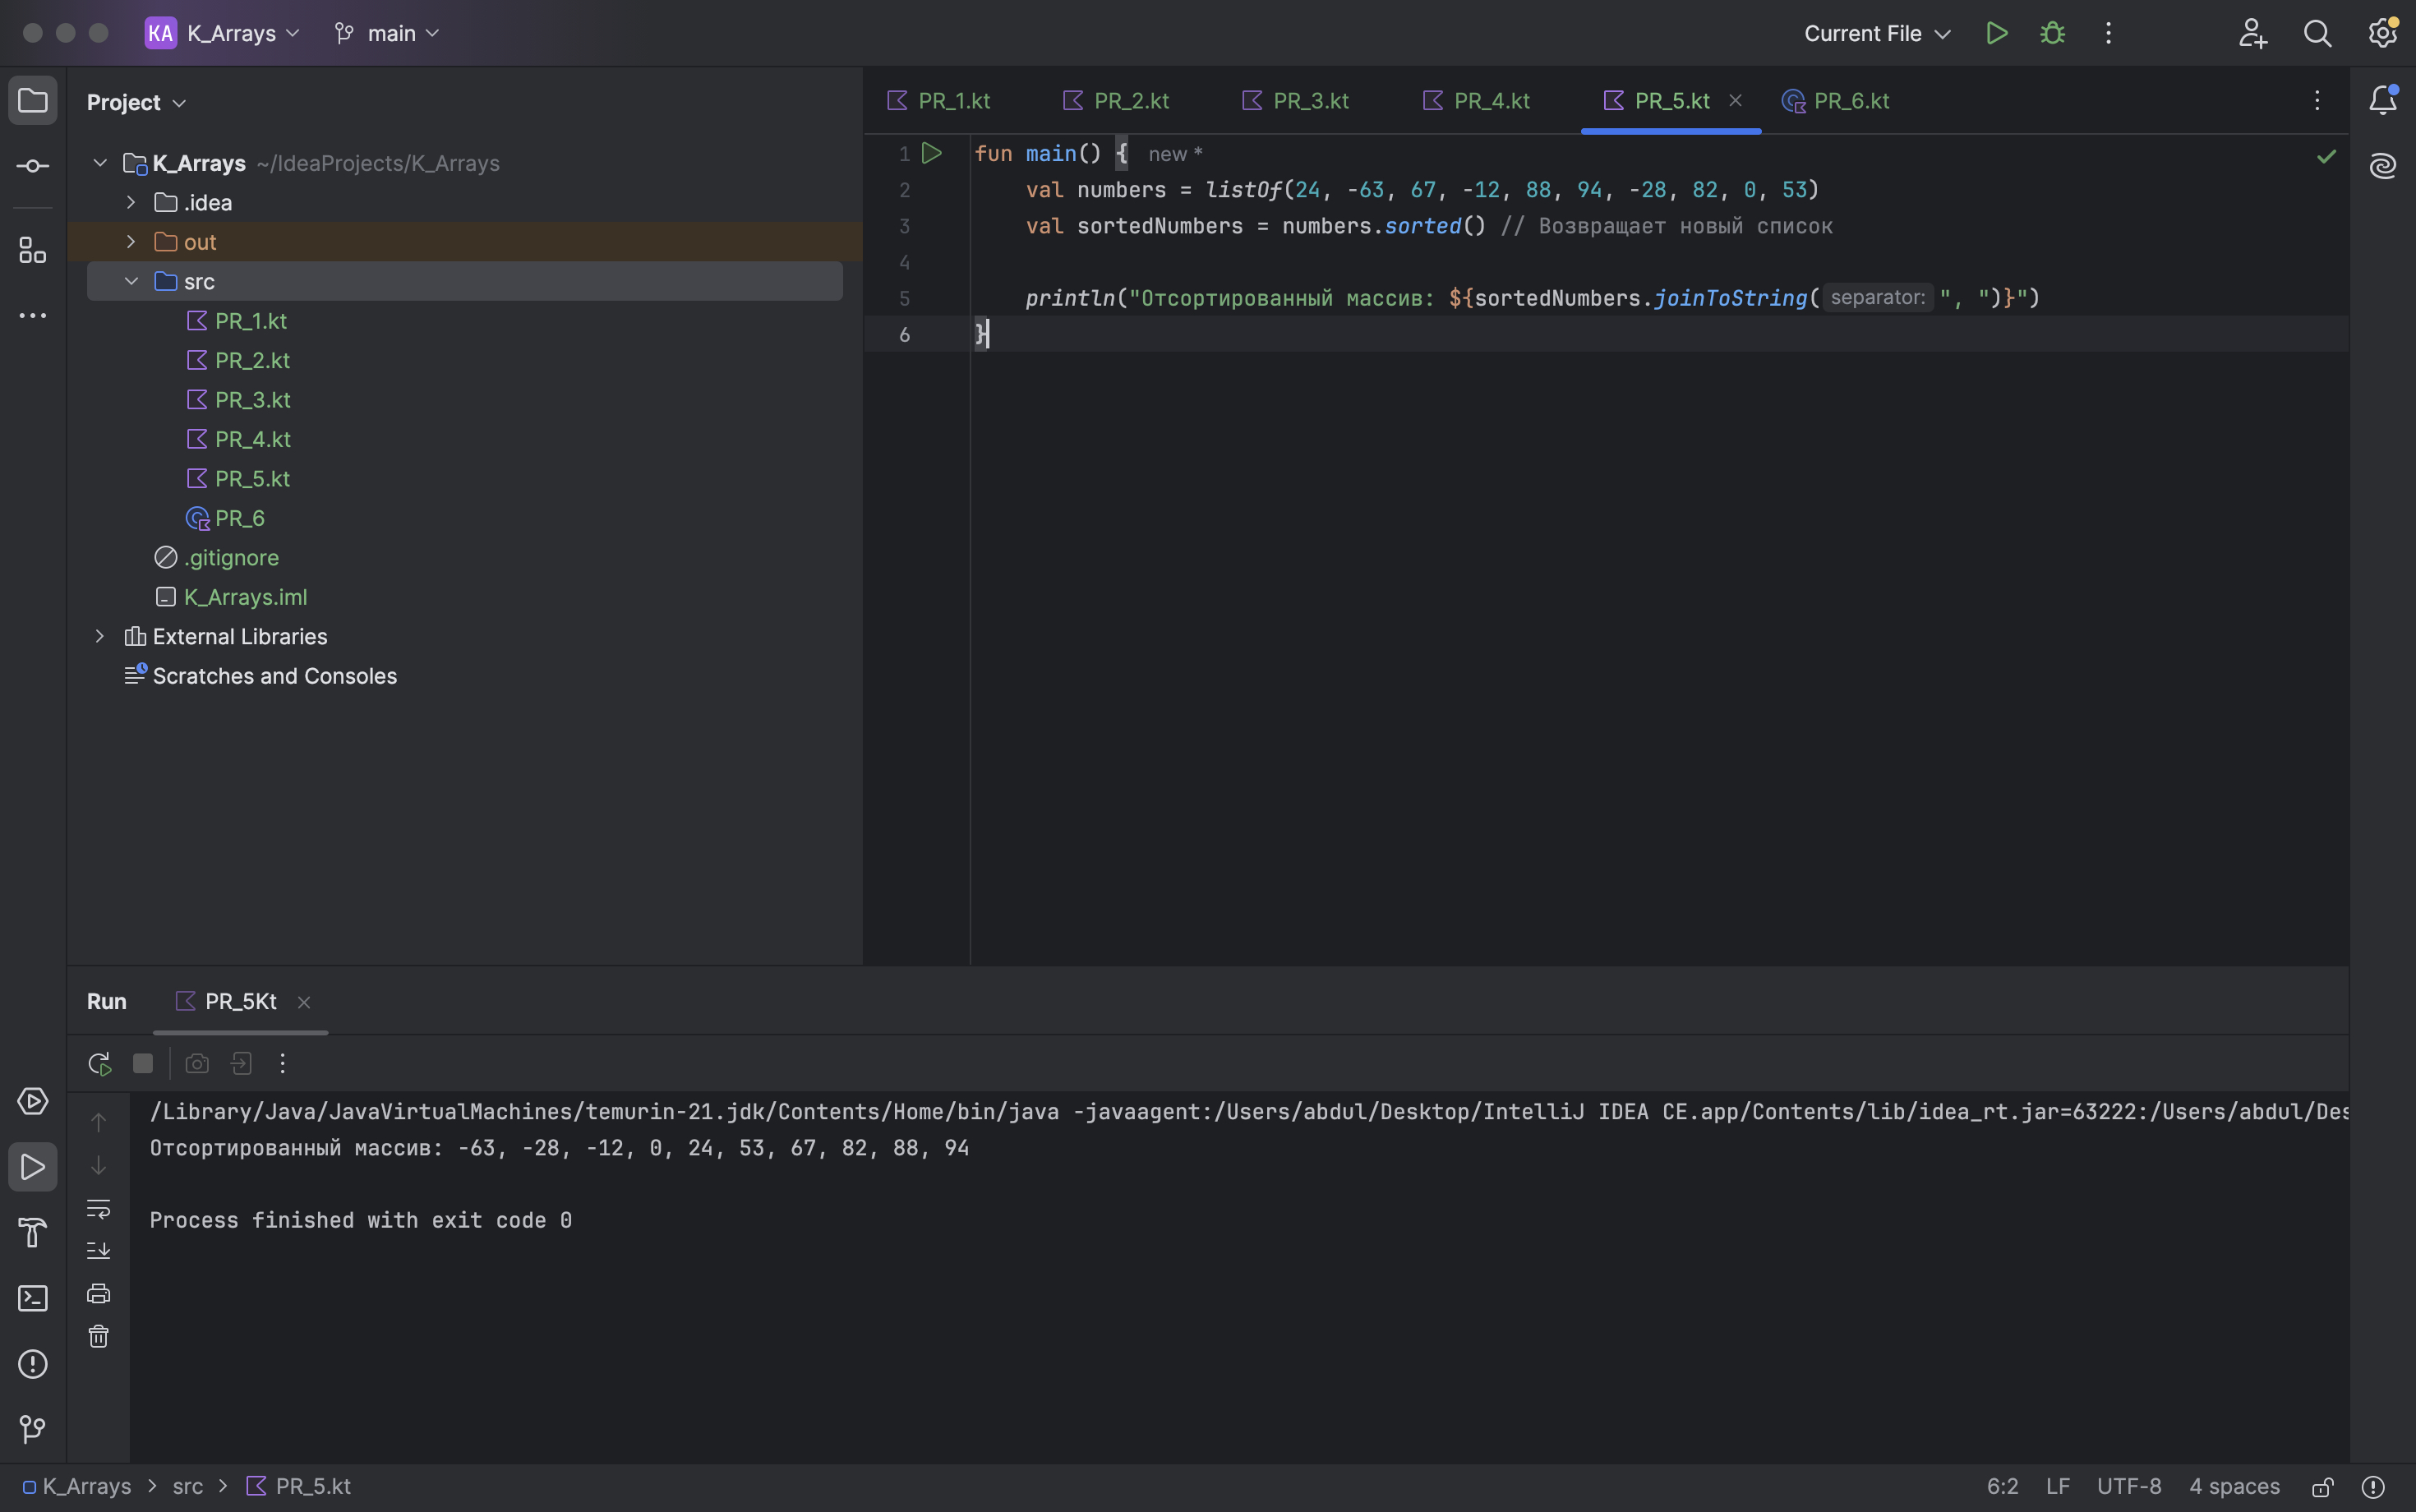 KA K_Arrays main Current File
Project
K_Arrays ~/IdeaProjects/K_Arrays
.idea
out
src
PR_1.kt
PR_2.kt
PR_3.kt
PR_4.kt
PR_5.kt
PR_6
.gitignore
K_Arrays.iml
External Libraries
Scratches and Consoles
PR_1.kt PR_2.kt PR_3.kt PR_4.kt PR_5.kt PR_6.kt
1 fun main() { new *
2 val numbers = listOf(24, -63, 67, -12, 88, 94, -28, 82, 0, 53)
3 val sortedNumbers = numbers.sorted() // Возвращает новый список
4
5 println("Отсортированный массив: ${sortedNumbers.joinToString( separator: ", ")}")
6 }
Run PR_5Kt
/Library/Java/JavaVirtualMachines/temurin-21.jdk/Contents/Home/bin/java -javaagent:/Users/abdul/Desktop/IntelliJ IDEA CE.app/Contents/lib/idea_rt.jar=63222:/Users/abdul/Des
Отсортированный массив: -63, -28, -12, 0, 24, 53, 67, 82, 88, 94
Process finished with exit code 0
K_Arrays > src > PR_5.kt 6:2 LF UTF-8 4 spaces